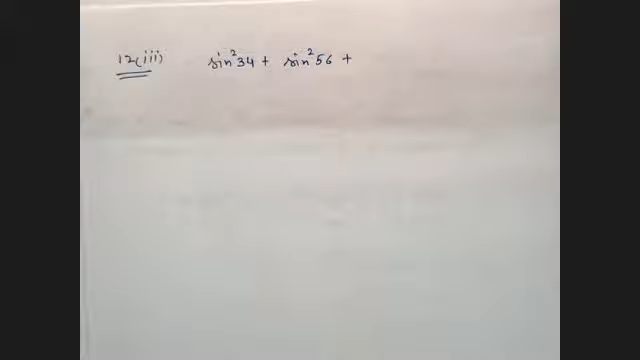 12(iii) sin²34 + sin²56 +